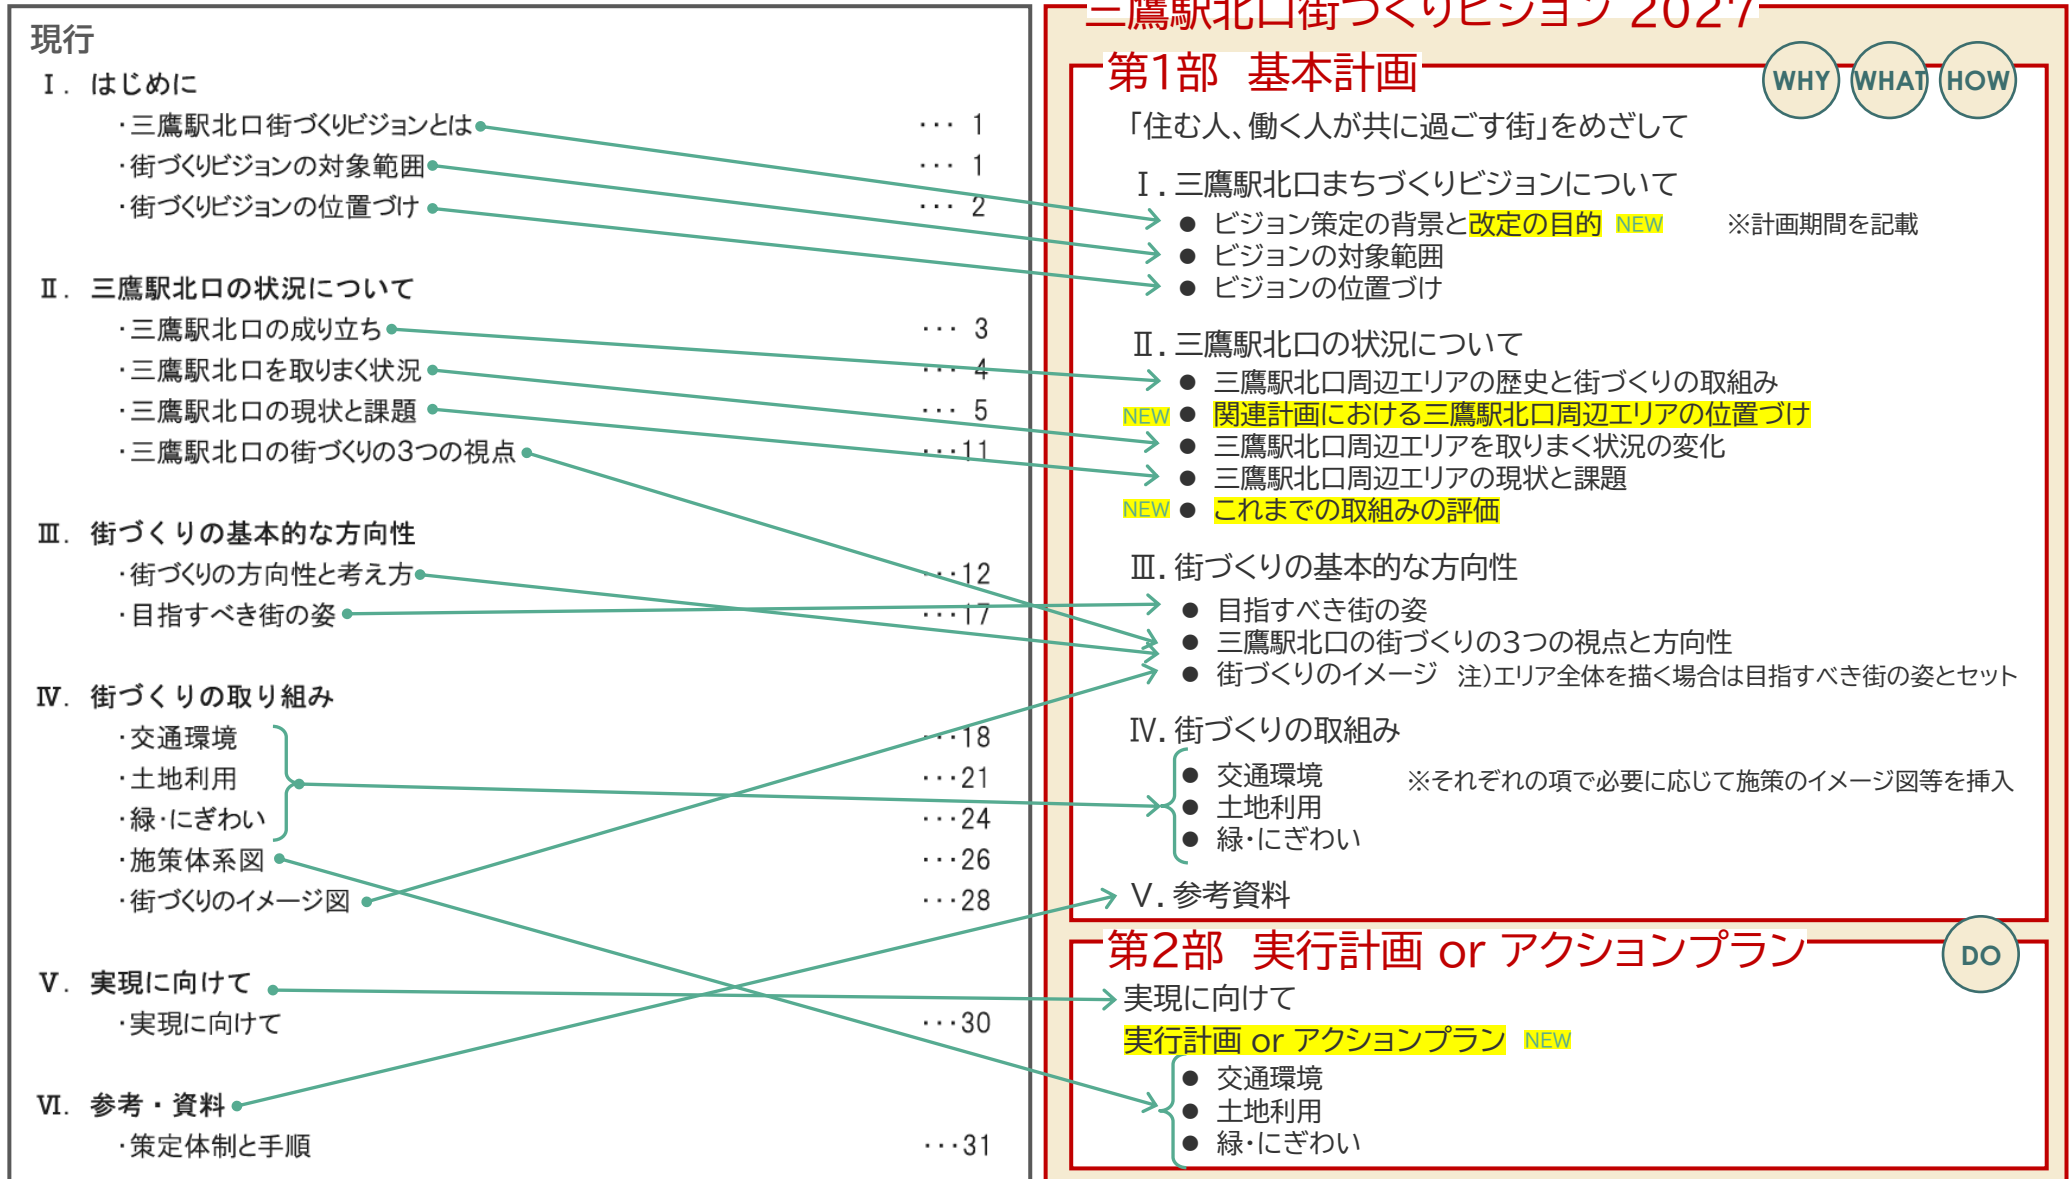 現行
Ⅰ. はじめに
・三鷹駅北口街づくりビジョンとは ・・・ 1
・街づくりビジョンの対象範囲 ・・・ 1
・街づくりビジョンの位置づけ ・・・ 2
Ⅱ. 三鷹駅北口の状況について
・三鷹駅北口の成り立ち ・・・ 3
・三鷹駅北口を取りまく状況 ・・・ 4
・三鷹駅北口の現状と課題 ・・・ 5
・三鷹駅北口の街づくりの3つの視点 ・・・11
Ⅲ. 街づくりの基本的な方向性
・街づくりの方向性と考え方 ・・・12
・目指すべき街の姿 ・・・17
Ⅳ. 街づくりの取り組み
・交通環境 ・・・18
・土地利用 ・・・21
・緑・にぎわい ・・・24
・施策体系図 ・・・26
・街づくりのイメージ図 ・・・28
Ⅴ. 実現に向けて
・実現に向けて ・・・30
Ⅵ. 参考・資料
・策定体制と手順 ・・・31
三鷹駅北口街づくりビジョン 2027
第1部 基本計画
WHY WHAT HOW
「住む人、働く人が共に過ごす街」をめざして
Ⅰ. 三鷹駅北口まちづくりビジョンについて
● ビジョン策定の背景と改定の目的 NEW ※計画期間を記載
● ビジョンの対象範囲
● ビジョンの位置づけ
Ⅱ. 三鷹駅北口の状況について
● 三鷹駅北口周辺エリアの歴史と街づくりの取組み
NEW ● 関連計画における三鷹駅北口周辺エリアの位置づけ
● 三鷹駅北口周辺エリアを取りまく状況の変化
● 三鷹駅北口周辺エリアの現状と課題
NEW ● これまでの取組みの評価
Ⅲ. 街づくりの基本的な方向性
● 目指すべき街の姿
● 三鷹駅北口の街づくりの3つの視点と方向性
● 街づくりのイメージ 注)エリア全体を描く場合は目指すべき街の姿とセット
Ⅳ. 街づくりの取組み
● 交通環境 ※それぞれの項で必要に応じて施策のイメージ図等を挿入
● 土地利用
● 緑・にぎわい
Ⅴ. 参考資料
第2部 実行計画 or アクションプラン
DO
実現に向けて
実行計画 or アクションプラン NEW
● 交通環境
● 土地利用
● 緑・にぎわい